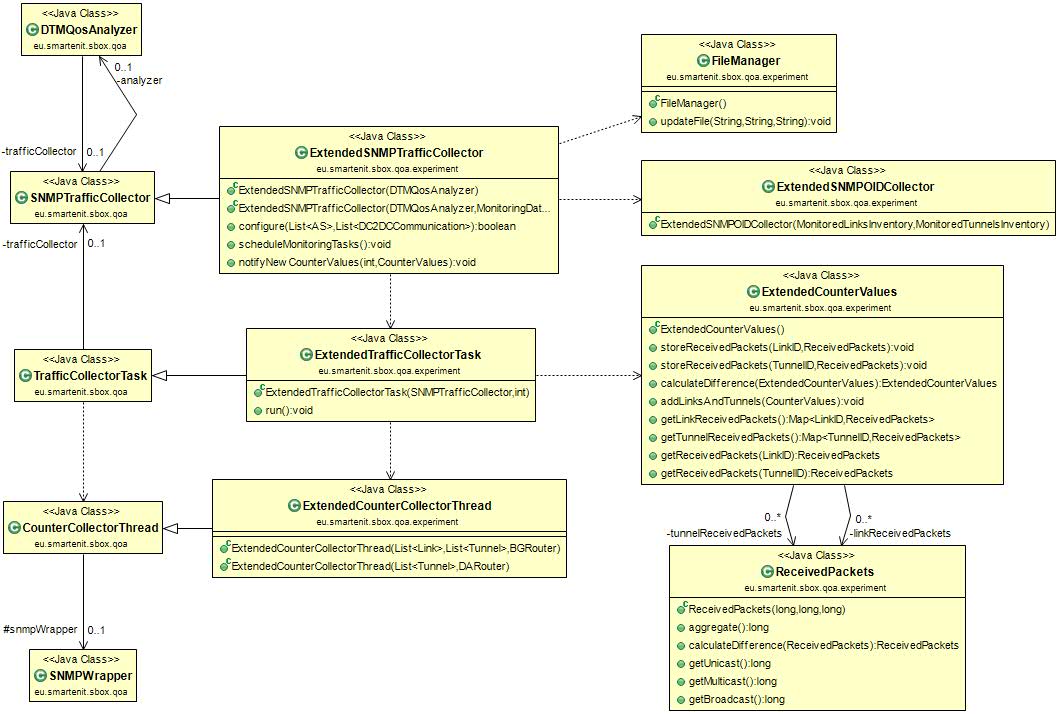 <<Java Class>>
DTMQosAnalyzer
eu.smartenit.sbox.qoa
0..1
-analyzer
-trafficCollector
0..1
<<Java Class>>
SNMPTrafficCollector
eu.smartenit.sbox.qoa
-trafficCollector
0..1
<<Java Class>>
TrafficCollectorTask
eu.smartenit.sbox.qoa
<<Java Class>>
CounterCollectorThread
eu.smartenit.sbox.qoa
#snmpWrapper
0..1
<<Java Class>>
SNMPWrapper
eu.smartenit.sbox.qoa
<<Java Class>>
ExtendedSNMPTrafficCollector
eu.smartenit.sbox.qoa.experiment
ExtendedSNMPTrafficCollector(DTMQosAnalyzer)
ExtendedSNMPTrafficCollector(DTMQosAnalyzer,MonitoringDat...
configure(List<AS>,List<DC2DCCommunication>):boolean
scheduleMonitoringTasks():void
notifyNewCounterValues(int,CounterValues):void
<<Java Class>>
ExtendedTrafficCollectorTask
eu.smartenit.sbox.qoa.experiment
ExtendedTrafficCollectorTask(SNMPTrafficCollector,int)
run():void
<<Java Class>>
ExtendedCounterCollectorThread
eu.smartenit.sbox.qoa.experiment
ExtendedCounterCollectorThread(List<Link>,List<Tunnel>,BGRouter)
ExtendedCounterCollectorThread(List<Tunnel>,DARouter)
<<Java Class>>
FileManager
eu.smartenit.sbox.qoa.experiment
FileManager()
updateFile(String,String,String):void
<<Java Class>>
ExtendedSNMPOIDCollector
eu.smartenit.sbox.qoa.experiment
ExtendedSNMPOIDCollector(MonitoredLinksInventory,MonitoredTunnelsInventory)
<<Java Class>>
ExtendedCounterValues
eu.smartenit.sbox.qoa.experiment
ExtendedCounterValues()
storeReceivedPackets(LinkID,ReceivedPackets):void
storeReceivedPackets(TunnelID,ReceivedPackets):void
calculateDifference(ExtendedCounterValues):ExtendedCounterValues
addLinksAndTunnels(CounterValues):void
getLinkReceivedPackets():Map<LinkID,ReceivedPackets>
getTunnelReceivedPackets():Map<TunnelID,ReceivedPackets>
getReceivedPackets(LinkID):ReceivedPackets
getReceivedPackets(TunnelID):ReceivedPackets
0..*
-tunnelReceivedPackets
0..*
-linkReceivedPackets
<<Java Class>>
ReceivedPackets
eu.smartenit.sbox.qoa.experiment
ReceivedPackets(long,long,long)
aggregate():long
calculateDifference(ReceivedPackets):ReceivedPackets
getUnicast():long
getMulticast():long
getBroadcast():long